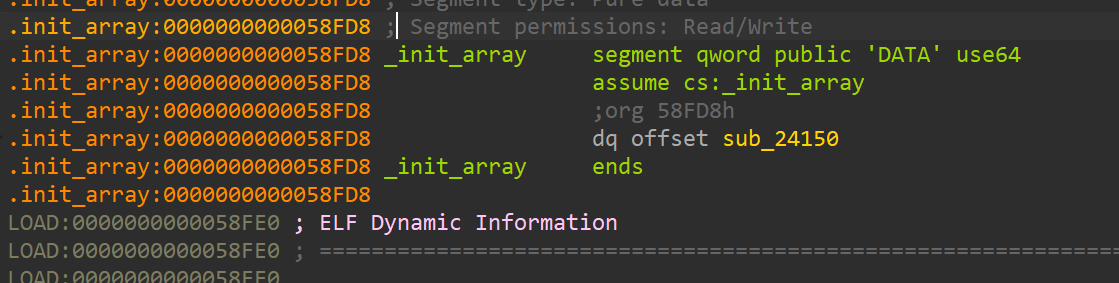 .init_array:0000000000058FD8 ; Segment type: Pure data
.init_array:0000000000058FD8 ; Segment permissions: Read/Write
.init_array:0000000000058FD8 _init_array segment qword public 'DATA' use64
.init_array:0000000000058FD8 assume cs:_init_array
.init_array:0000000000058FD8 ;org 58FD8h
.init_array:0000000000058FD8 dq offset sub_24150
.init_array:0000000000058FD8 _init_array ends
.init_array:0000000000058FD8
LOAD:0000000000058FE0 ; ELF Dynamic Information
LOAD:0000000000058FE0 ; ===============================================================
LOAD:0000000000058FE0